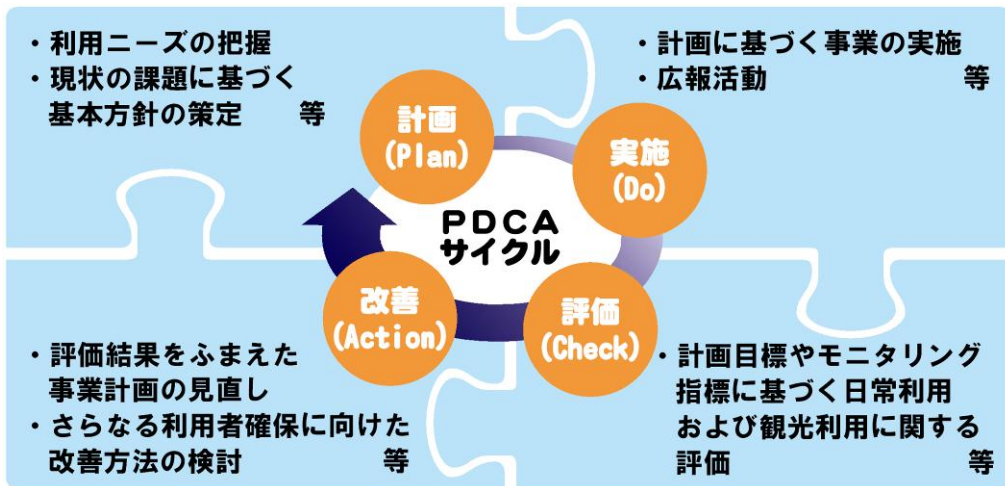 ・利用ニーズの把握
・現状の課題に基づく
基本方針の策定　　等
・計画に基づく事業の実施
・広報活動　　　　　　　等
計画
(Plan)
実施
(Do)
PDCA
サイクル
改善
(Action)
評価
(Check)
・評価結果をふまえた
事業計画の見直し
・さらなる利用者確保に向けた
改善方法の検討　　　　　等
・計画目標やモニタリング
指標に基づく日常利用
および観光利用に関する
評価　　　　　　　　　等